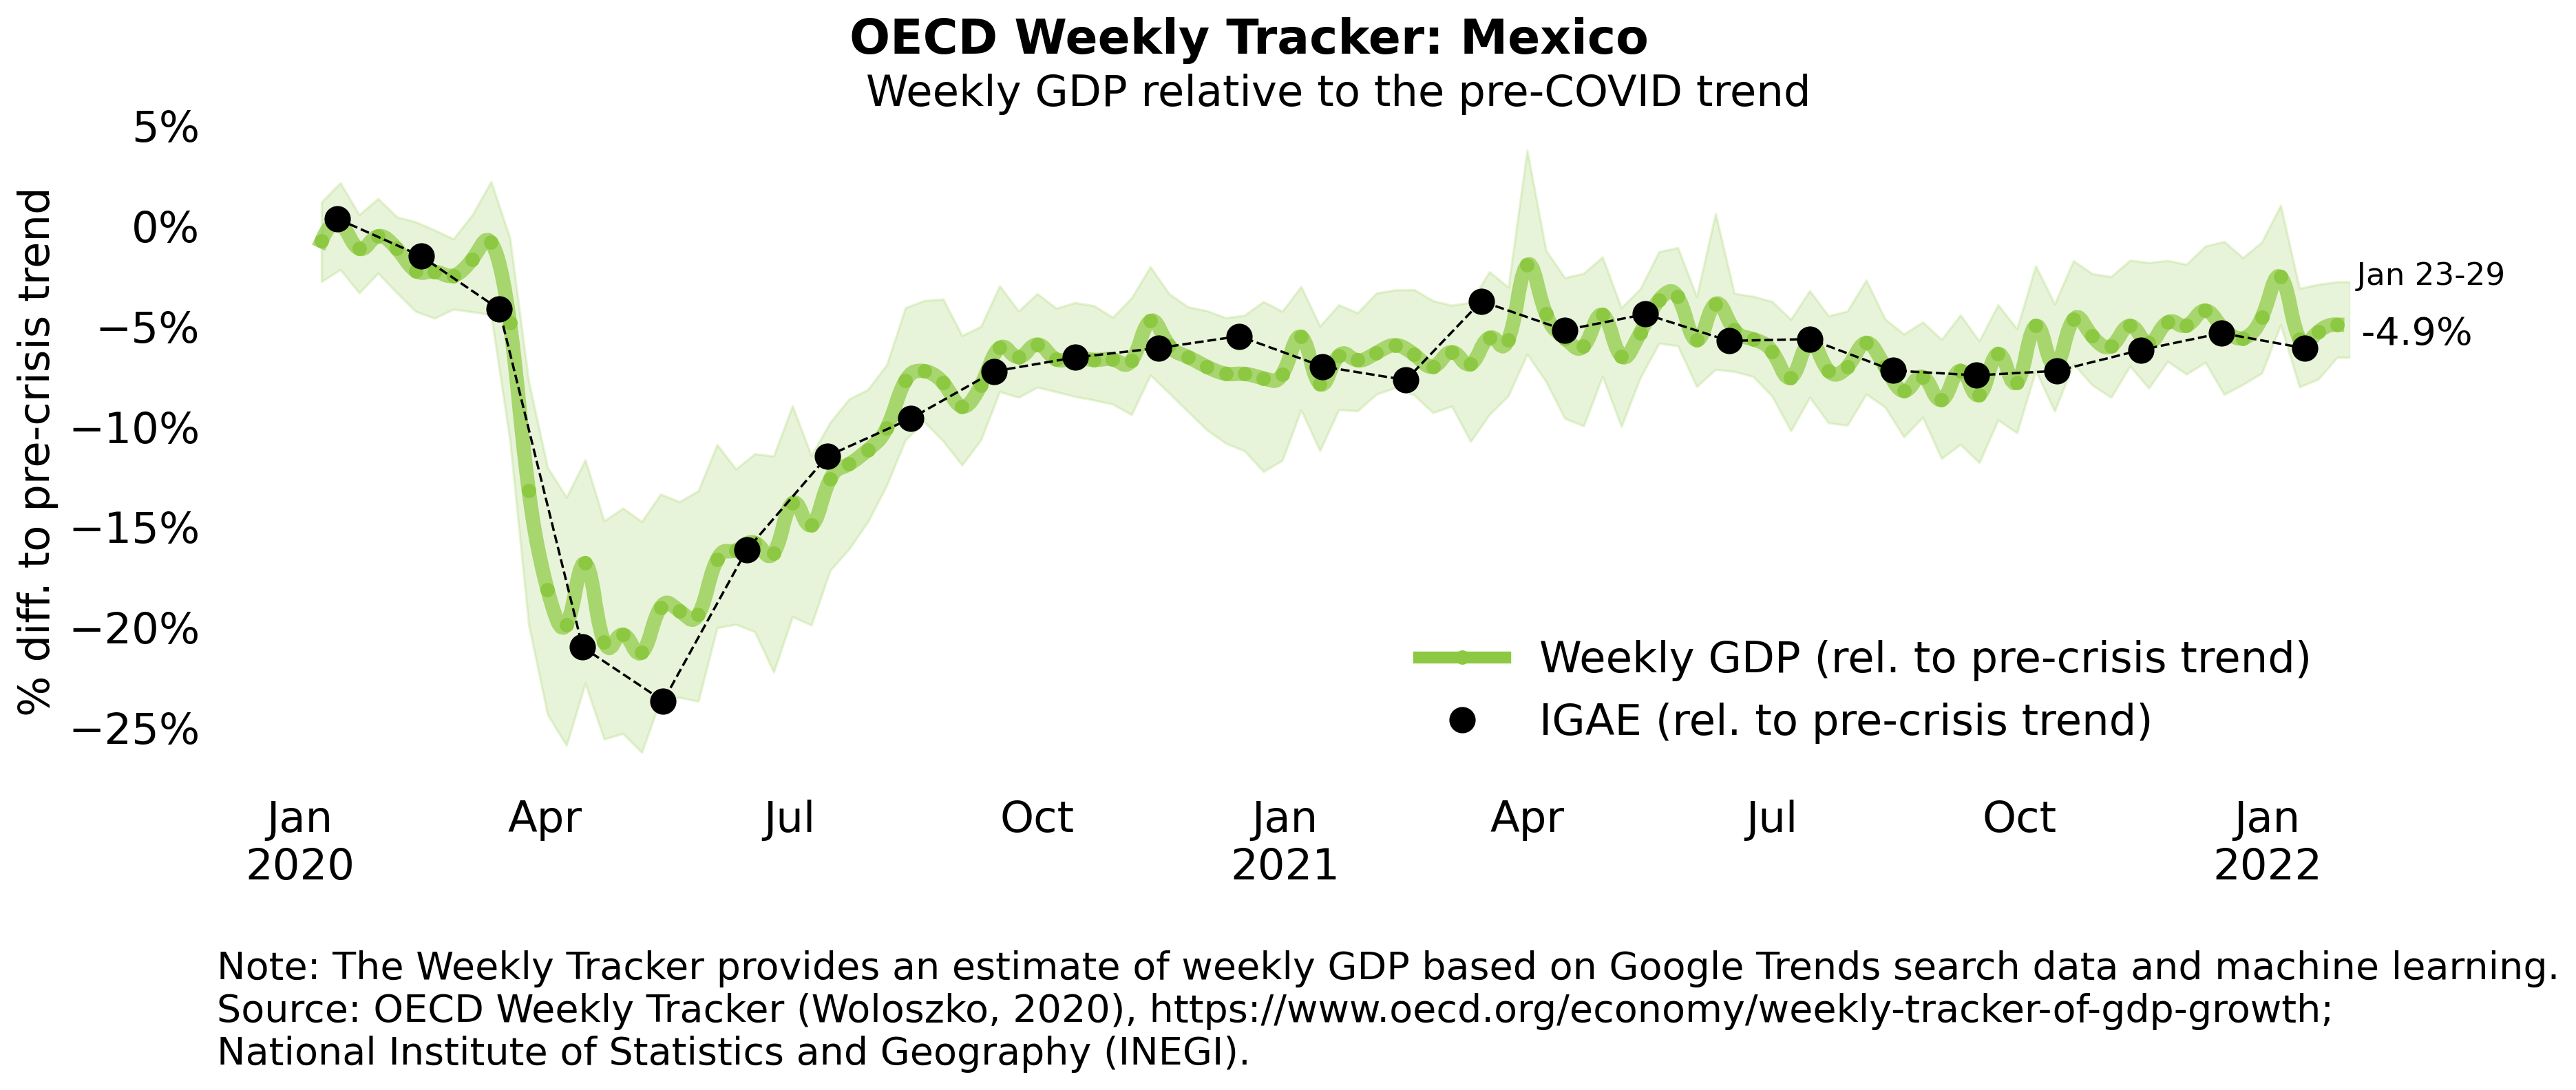 OECD Weekly Tracker: Mexico
Weekly GDP relative to the pre-COVID trend
% diff. to pre-crisis trend
5%
0%
−5%
−10%
−15%
−20%
−25%
Jan 23-29
-4.9%
Weekly GDP (rel. to pre-crisis trend)
IGAE (rel. to pre-crisis trend)
Jan Apr Jul Oct Jan Apr Jul Oct Jan
2020 2021 2022
Note: The Weekly Tracker provides an estimate of weekly GDP based on Google Trends search data and machine learning.
Source: OECD Weekly Tracker (Woloszko, 2020), https://www.oecd.org/economy/weekly-tracker-of-gdp-growth;
National Institute of Statistics and Geography (INEGI).